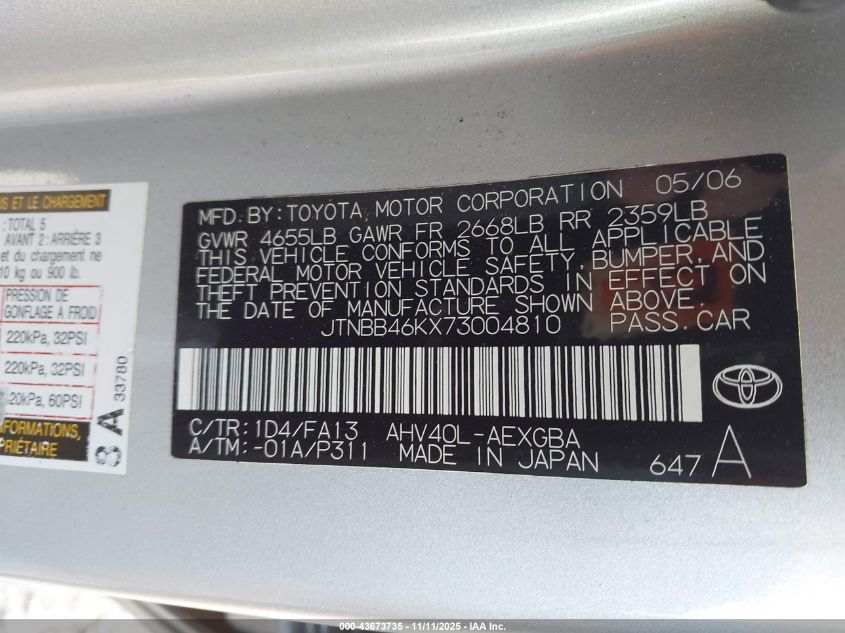 IS ET LE CHARGEMENT
: TOTAL 5
AVANT 2 : ARRIÈRE 3
et du chargement ne
10 kg ou 900 lb.
PRESSION DE
GONFLAGE A FROID
220kPa, 32PSI
220kPa, 32PSI
20kPa, 60PSI
FORMATIONS,
PRIÉTAIRE
3 A 33780
MFD. BY: TOYOTA MOTOR CORPORATION 05/06
GVWR 4655LB GAWR FR 2668LB RR 2359LB
THIS VEHICLE CONFORMS TO ALL APPLICABLE
FEDERAL MOTOR VEHICLE SAFETY, BUMPER, AND
THEFT PREVENTION STANDARDS IN EFFECT ON
THE DATE OF MANUFACTURE SHOWN ABOVE.
JTNBB46KX73004810 PASS.CAR
C/TR: 1D4/FA13 AHV40L-AEXGBA
A/TM: -01A/P311 MADE IN JAPAN 647 A
000-43673735 - 11/11/2025 - IAA Inc.